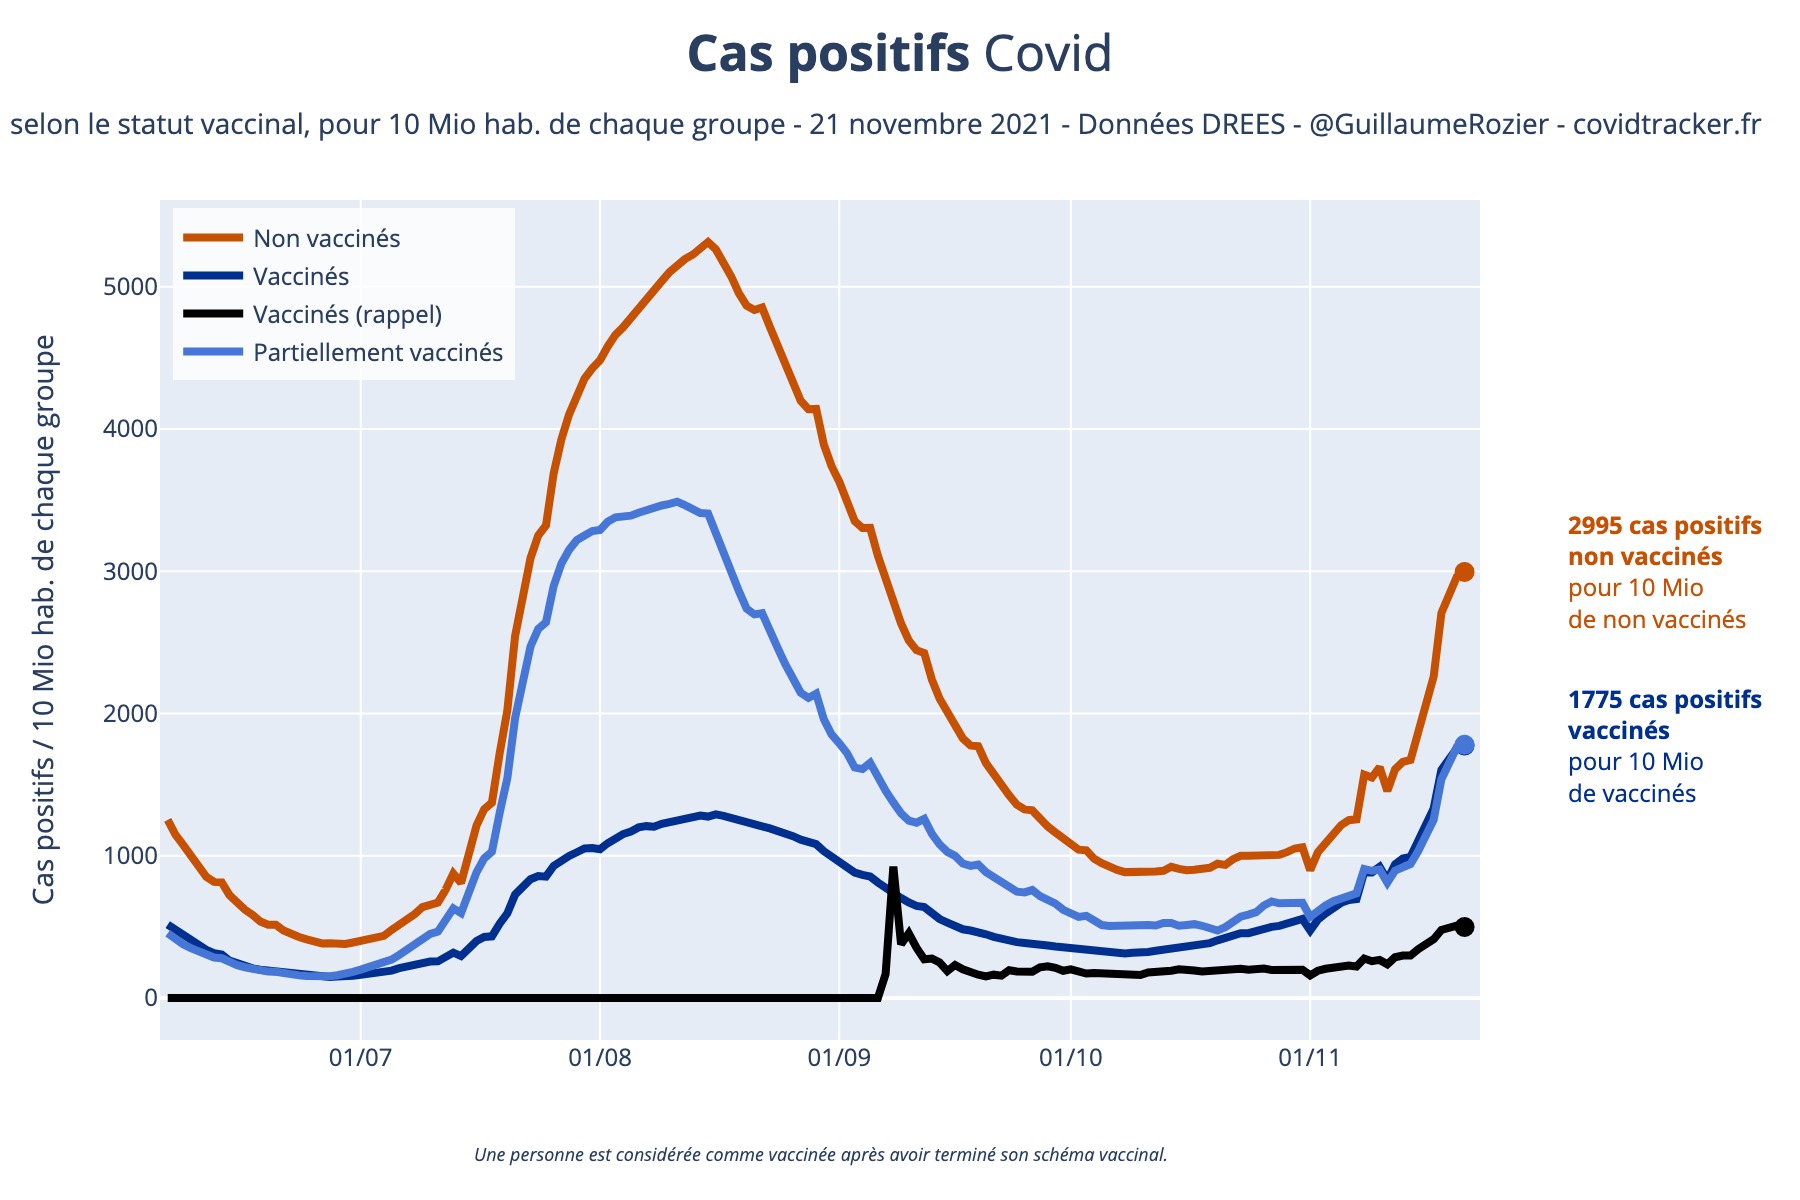 Cas positifs Covid
selon le statut vaccinal, pour 10 Mio hab. de chaque groupe - 21 novembre 2021 - Données DREES - @GuillaumeRozier - covidtracker.fr
Non vaccinés
Vaccinés
Vaccinés (rappel)
Partiellement vaccinés
Cas positifs / 10 Mio hab. de chaque groupe
5000
4000
3000
2000
1000
0
01/07
01/08
01/09
01/10
01/11
2995 cas positifs
non vaccinés
pour 10 Mio
de non vaccinés
1775 cas positifs
vaccinés
pour 10 Mio
de vaccinés
Une personne est considérée comme vaccinée après avoir terminé son schéma vaccinal.